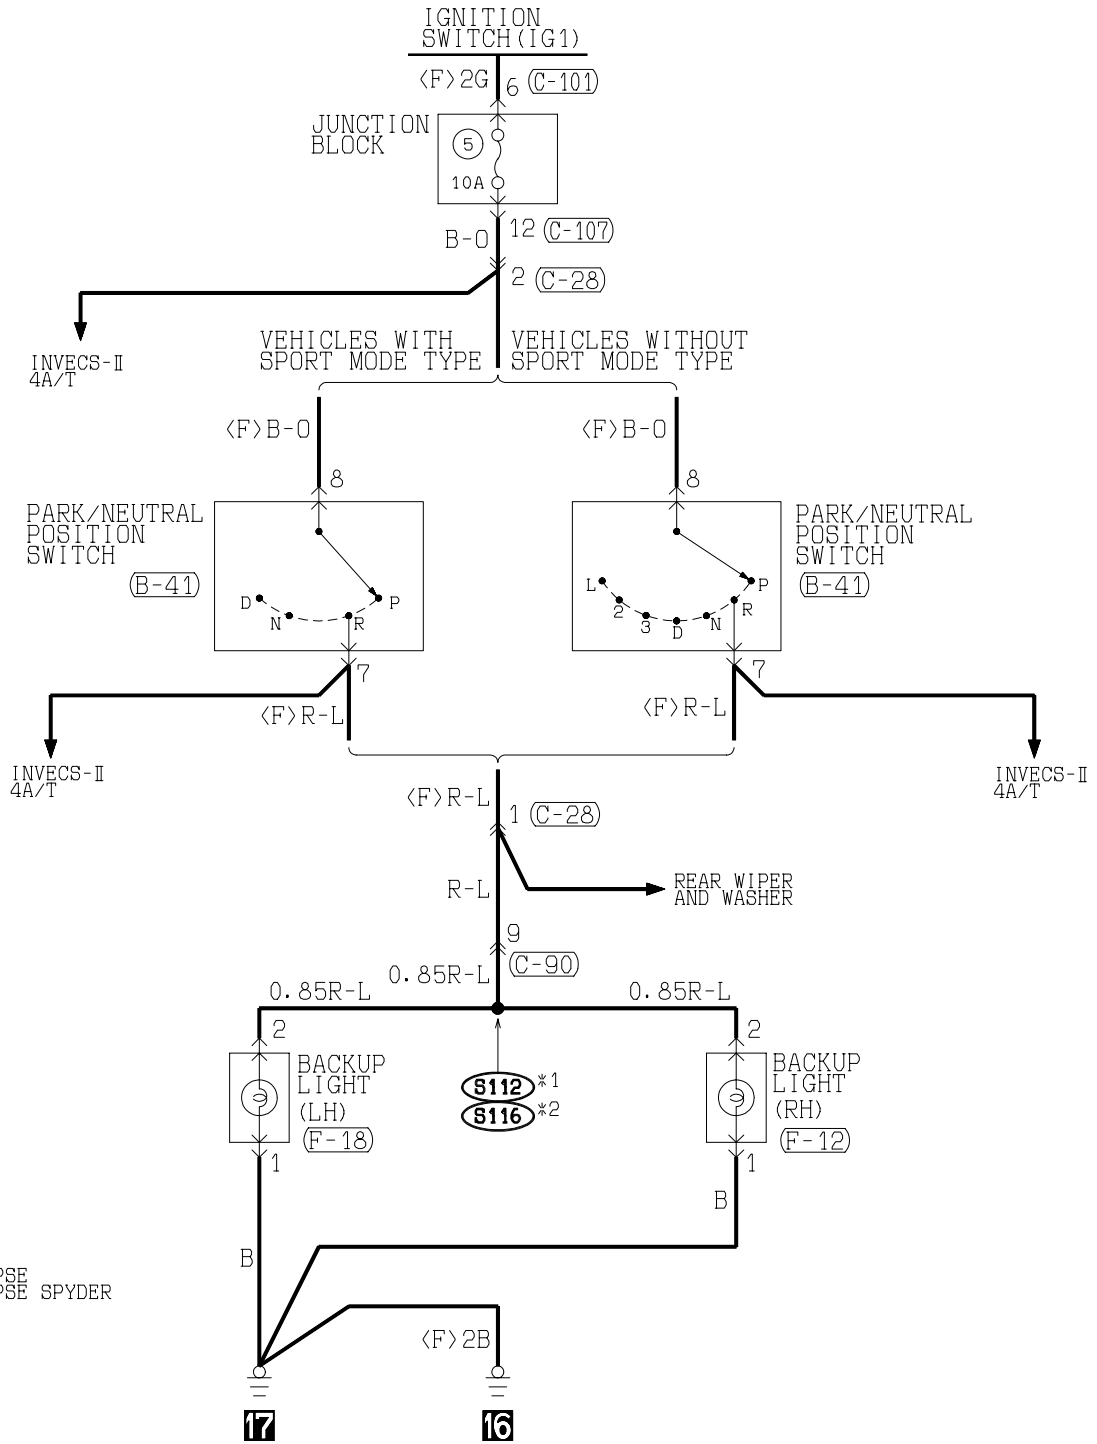 IGNITION
SWITCH(IG1)
<F>2G
6 C-101
JUNCTION
BLOCK
5
10A
12 C-107
B-O
2 C-28
INVECS-Ⅱ
4A/T
VEHICLES WITH
SPORT MODE TYPE
VEHICLES WITHOUT
SPORT MODE TYPE
<F>B-O
<F>B-O
8
8
PARK/NEUTRAL
POSITION
SWITCH
B-41
D
N
R
P
PARK/NEUTRAL
POSITION
SWITCH
B-41
L
2
3
D
N
R
P
7
7
<F>R-L
<F>R-L
INVECS-Ⅱ
4A/T
INVECS-Ⅱ
4A/T
<F>R-L
1 C-28
R-L
REAR WIPER
AND WASHER
9
C-90
0.85R-L
0.85R-L
0.85R-L
2
2
BACKUP
LIGHT
(LH)
F-18
S112 *1
S116 *2
BACKUP
LIGHT
(RH)
F-12
1
1
B
B
PSE
PSE SPYDER
<F>2B
17
16